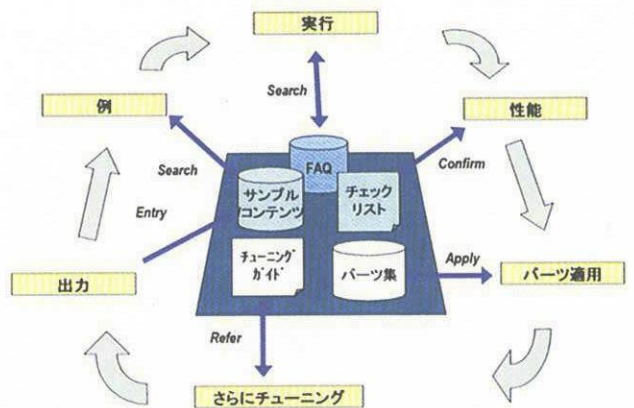 実行
Search
例
性能
FAQ
Search
Confirm
サンプル
/コンテンツ
チェック
リスト
Entry
チューニング
ガイド
パーツ集
Apply
出力
パーツ適用
Refer
さらにチューニング